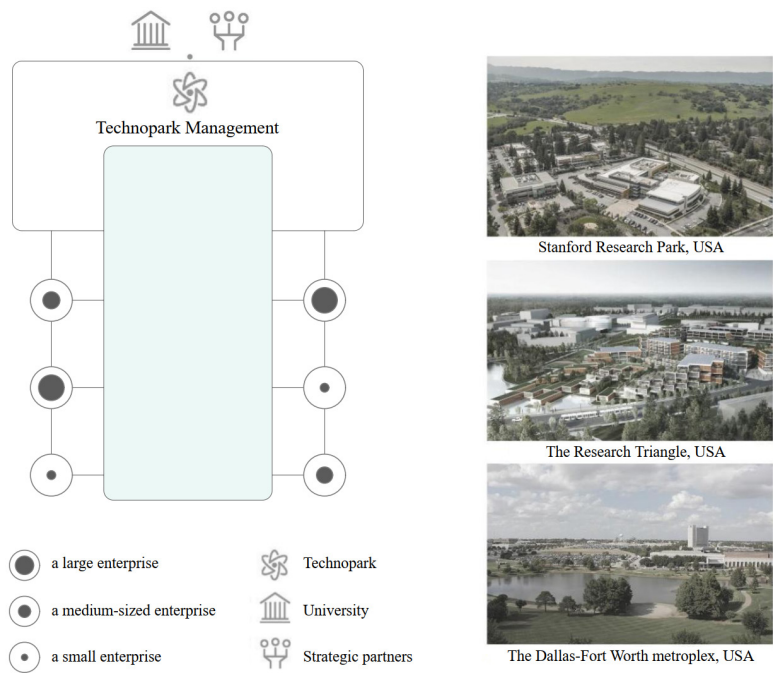 Technopark Management
Stanford Research Park, USA
The Research Triangle, USA
The Dallas-Fort Worth metroplex, USA
a large enterprise
a medium-sized enterprise
a small enterprise
Technopark
University
Strategic partners